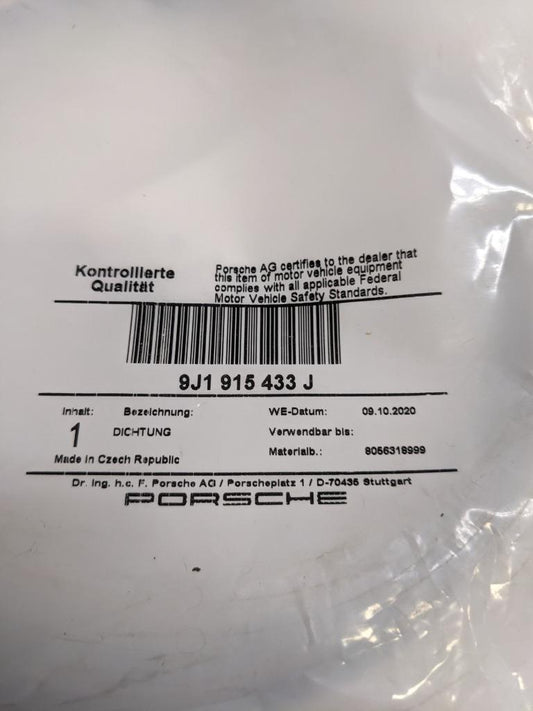 Kontrollierte
Qualität
Porsche AG certifies to the dealer that
this item of motor vehicle equipment
complies with all applicable Federal
Motor Vehicle Safety Standards.
9J1 915 433 J
Inhalt: Bezeichnung: WE-Datum: 09.10.2020
1 DICHTUNG Verwendbar bis:
Made in Czech Republic Materialb.: 8056316999
Dr. Ing. h.c. F. Porsche AG / Porscheplatz 1 / D-70435 Stuttgart
PORSCHE